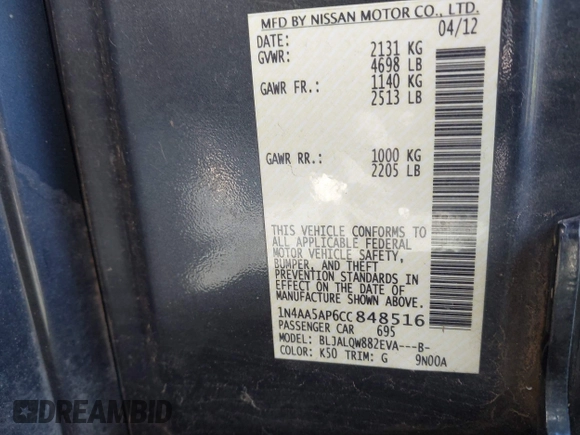 MFD BY NISSAN MOTOR CO., LTD.
DATE: 04/12
GVWR: 2131 KG
4698 LB
GAWR FR.: 1140 KG
2513 LB
GAWR RR.: 1000 KG
2205 LB
THIS VEHICLE CONFORMS TO
ALL APPLICABLE FEDERAL
MOTOR VEHICLE SAFETY,
BUMPER, AND THEFT
PREVENTION STANDARDS IN
EFFECT ON THE DATE OF
MANUFACTURE SHOWN ABOVE.
1N4AA5AP6CC848516
PASSENGER CAR 695
MODEL: BLJALQW882EVA---B-
COLOR: K50 TRIM: G 9N00A
DREAMBID